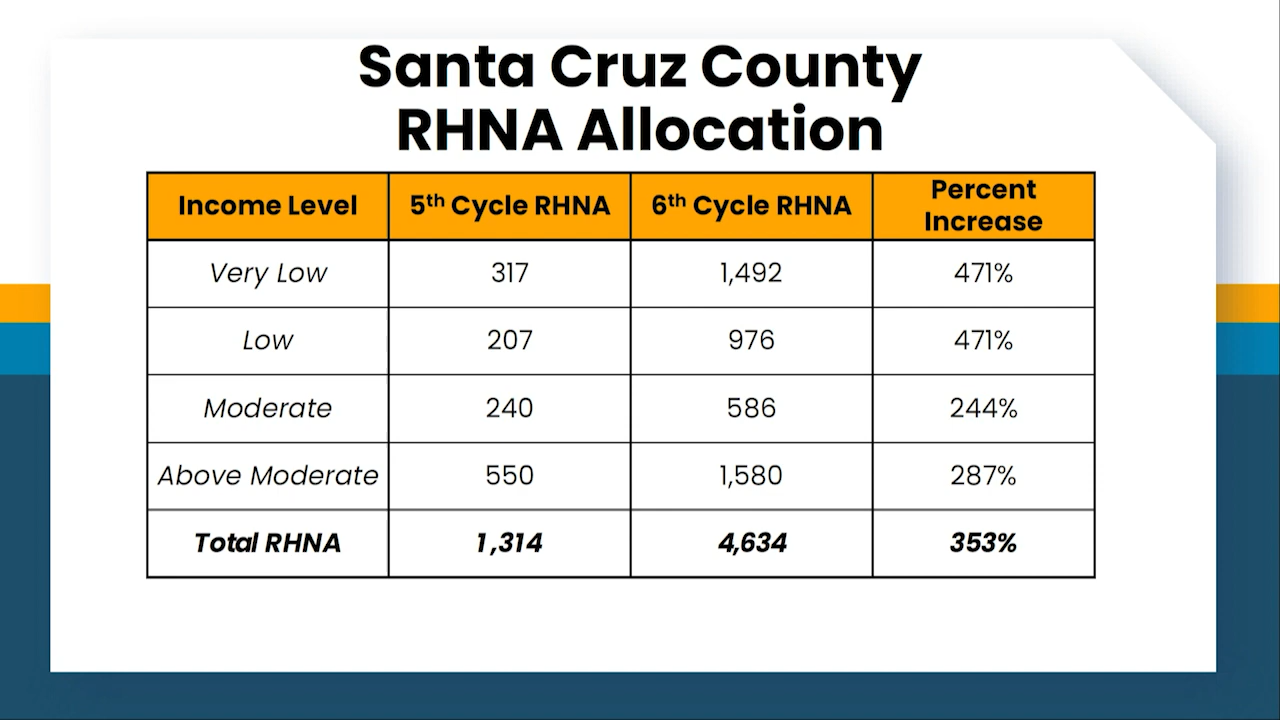 Santa Cruz County
RHNA Allocation
Income Level 5th Cycle RHNA 6th Cycle RHNA Percent Increase
Very Low 317 1,492 471%
Low 207 976 471%
Moderate 240 586 244%
Above Moderate 550 1,580 287%
Total RHNA 1,314 4,634 353%